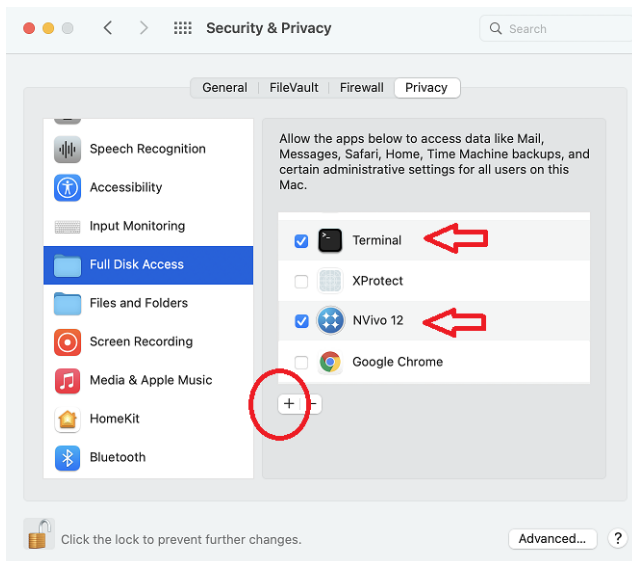 Security & Privacy
Search
General
FileVault
Firewall
Privacy
Speech Recognition
Accessibility
Input Monitoring
Full Disk Access
Files and Folders
Screen Recording
Media & Apple Music
HomeKit
Bluetooth
Allow the apps below to access data like Mail,
Messages, Safari, Home, Time Machine backups, and
certain administrative settings for all users on this
Mac.
Terminal
XProtect
NVivo 12
Google Chrome
+
−
Click the lock to prevent further changes.
Advanced...
?